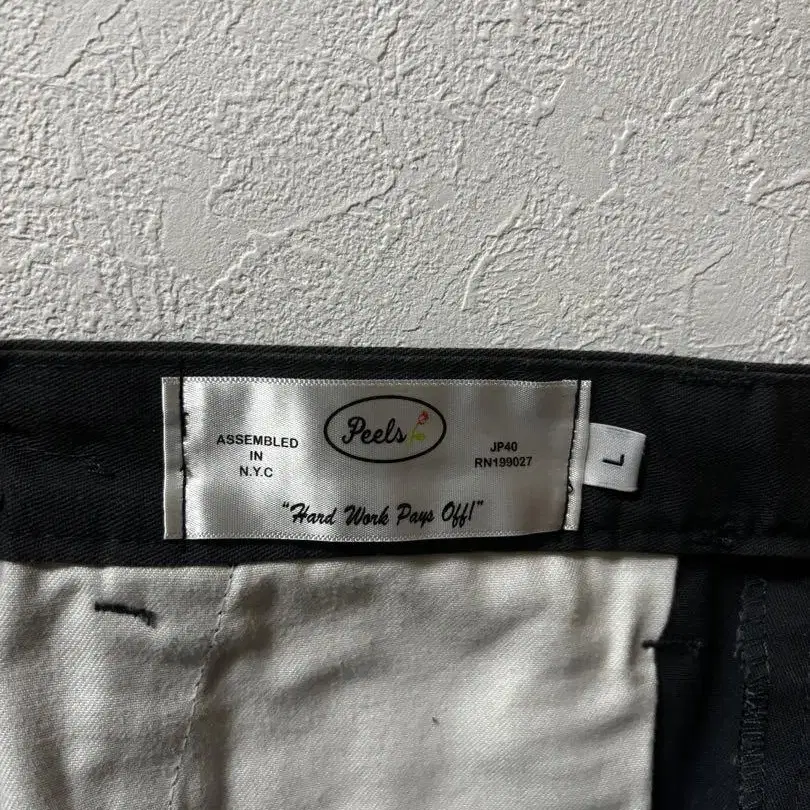 ASSEMBLED
IN
N.Y.C
Peels
JP40
RN199027
"Hard Work Pays Off!"
L